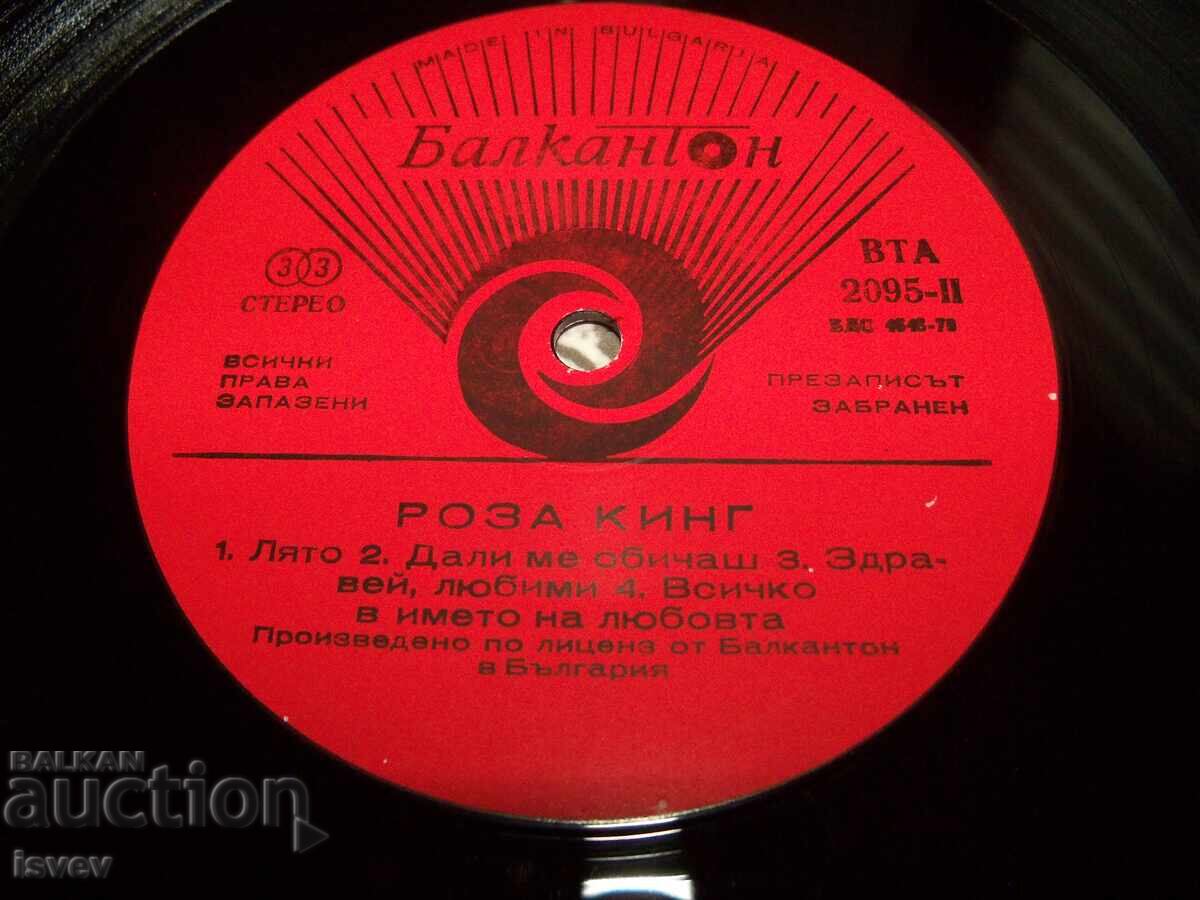 MADE IN BULGARIA
Балкантон
33
СТЕРЕО
ВТА
2095-II
БДС
ВСИЧКИ
ПРАВА
ЗАПАЗЕНИ
ПРЕЗАПИСЪТ
ЗАБРАНЕН
РОЗА КИНГ
1. Лято 2. Дали ме обичаш 3. Здра-
вей, любими 4. Всичко
в името на любовта
Произведено по лиценз от Балкантон
в България
BALKAN
auction
isvev